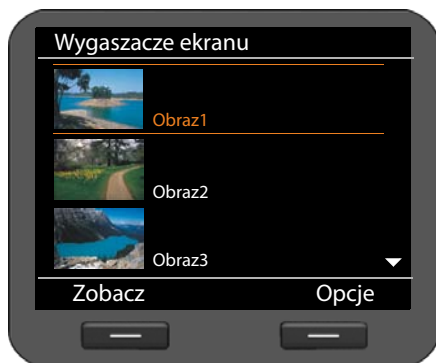 Wygaszacze ekranu
Obraz1
Obraz2
Obraz3
Zobacz Opcje